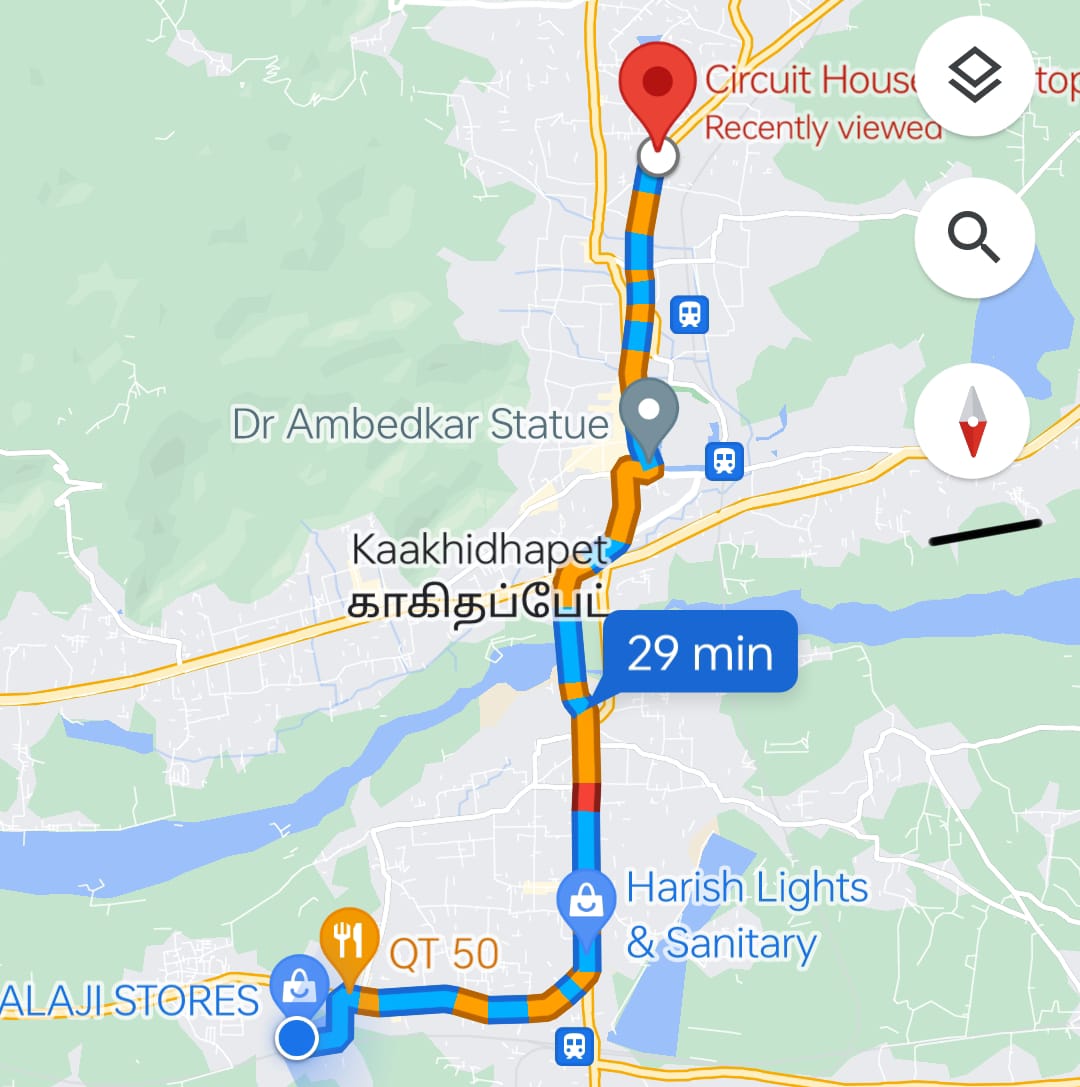 Circuit House
top
Recently viewed
Dr Ambedkar Statue
Kaakhidhapet
காகிதப்பேட்
29 min
Harish Lights
& Sanitary
QT 50
ALAJI STORES